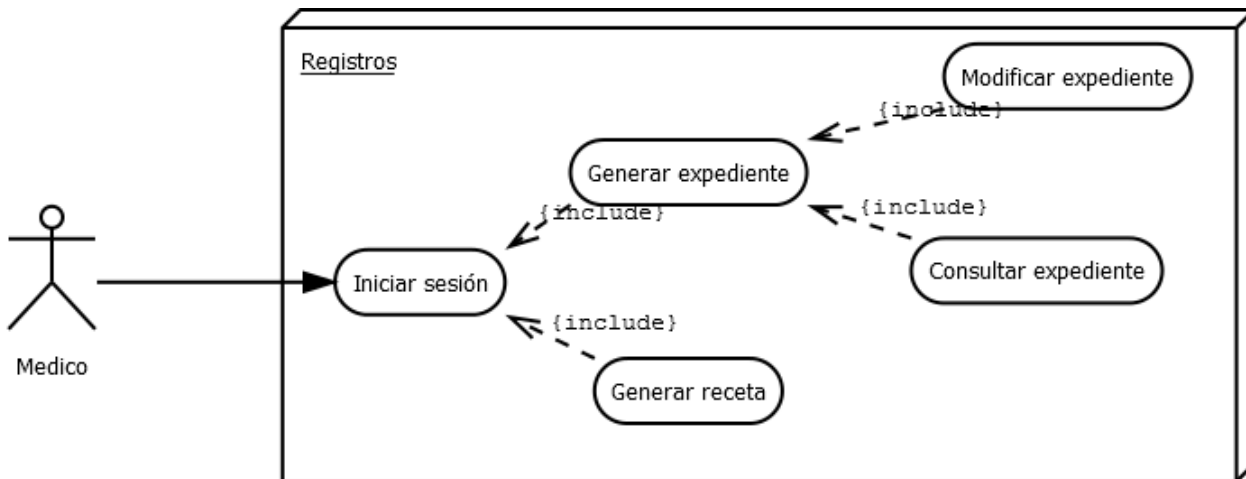 Registros
Modificar expediente
{include}
Generar expediente
{include}
{include}
Consultar expediente
Iniciar sesión
{include}
Medico
Generar receta